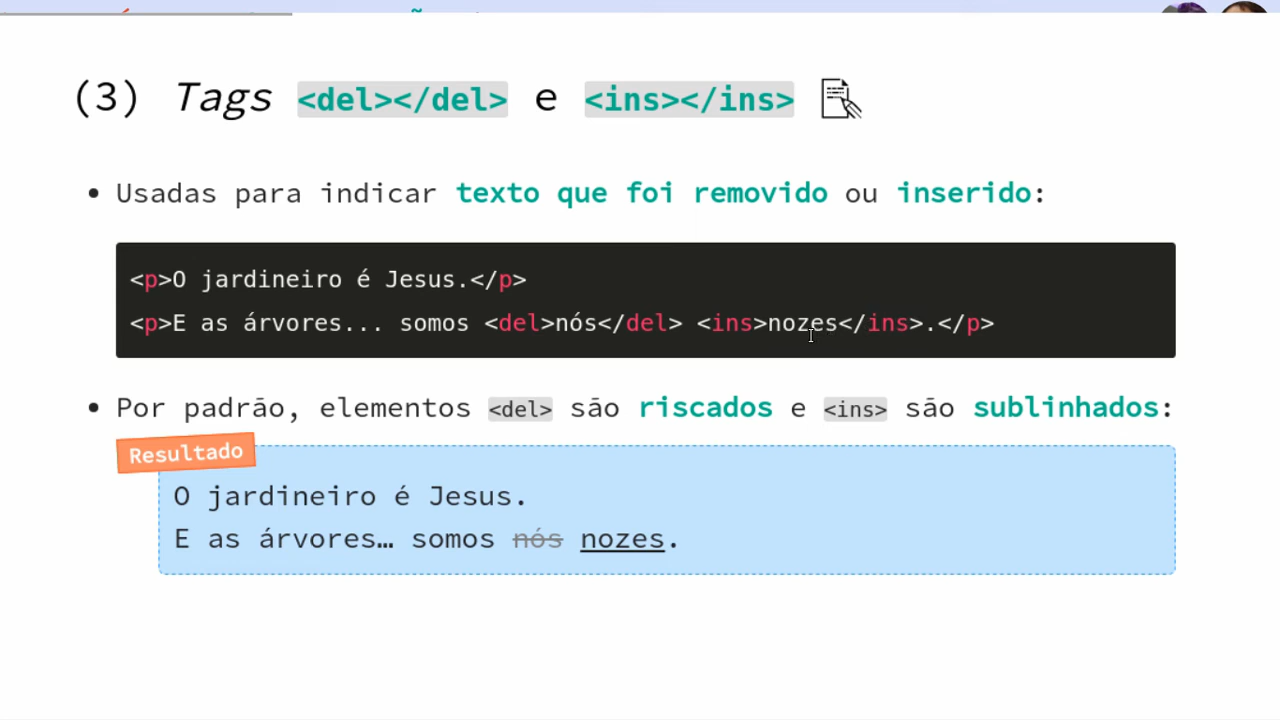 (3) Tags <del></del> e <ins></ins>
• Usadas para indicar texto que foi removido ou inserido:
<p>O jardineiro é Jesus.</p>
<p>E as árvores... somos <del>nós</del> <ins>nozes</ins>.</p>
• Por padrão, elementos <del> são riscados e <ins> são sublinhados:
Resultado
O jardineiro é Jesus.
E as árvores… somos nós nozes.